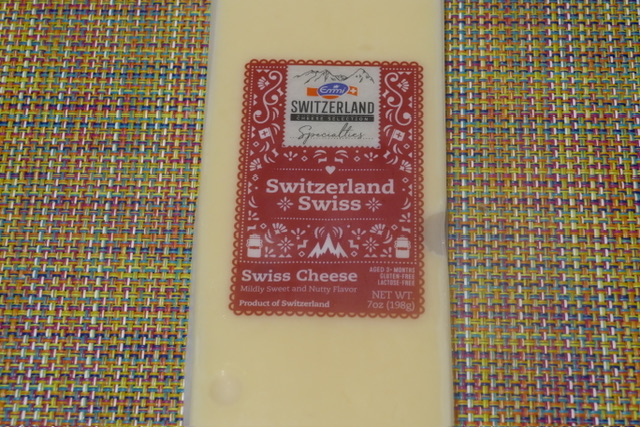 Emmi
SWITZERLAND
CHEESE SELECTION
Specialties
Switzerland
Swiss
Swiss Cheese
Mildly Sweet and Nutty Flavor
Product of Switzerland
AGED 3+ MONTHS
GLUTEN-FREE
LACTOSE-FREE
NET WT.
7oz (198g)